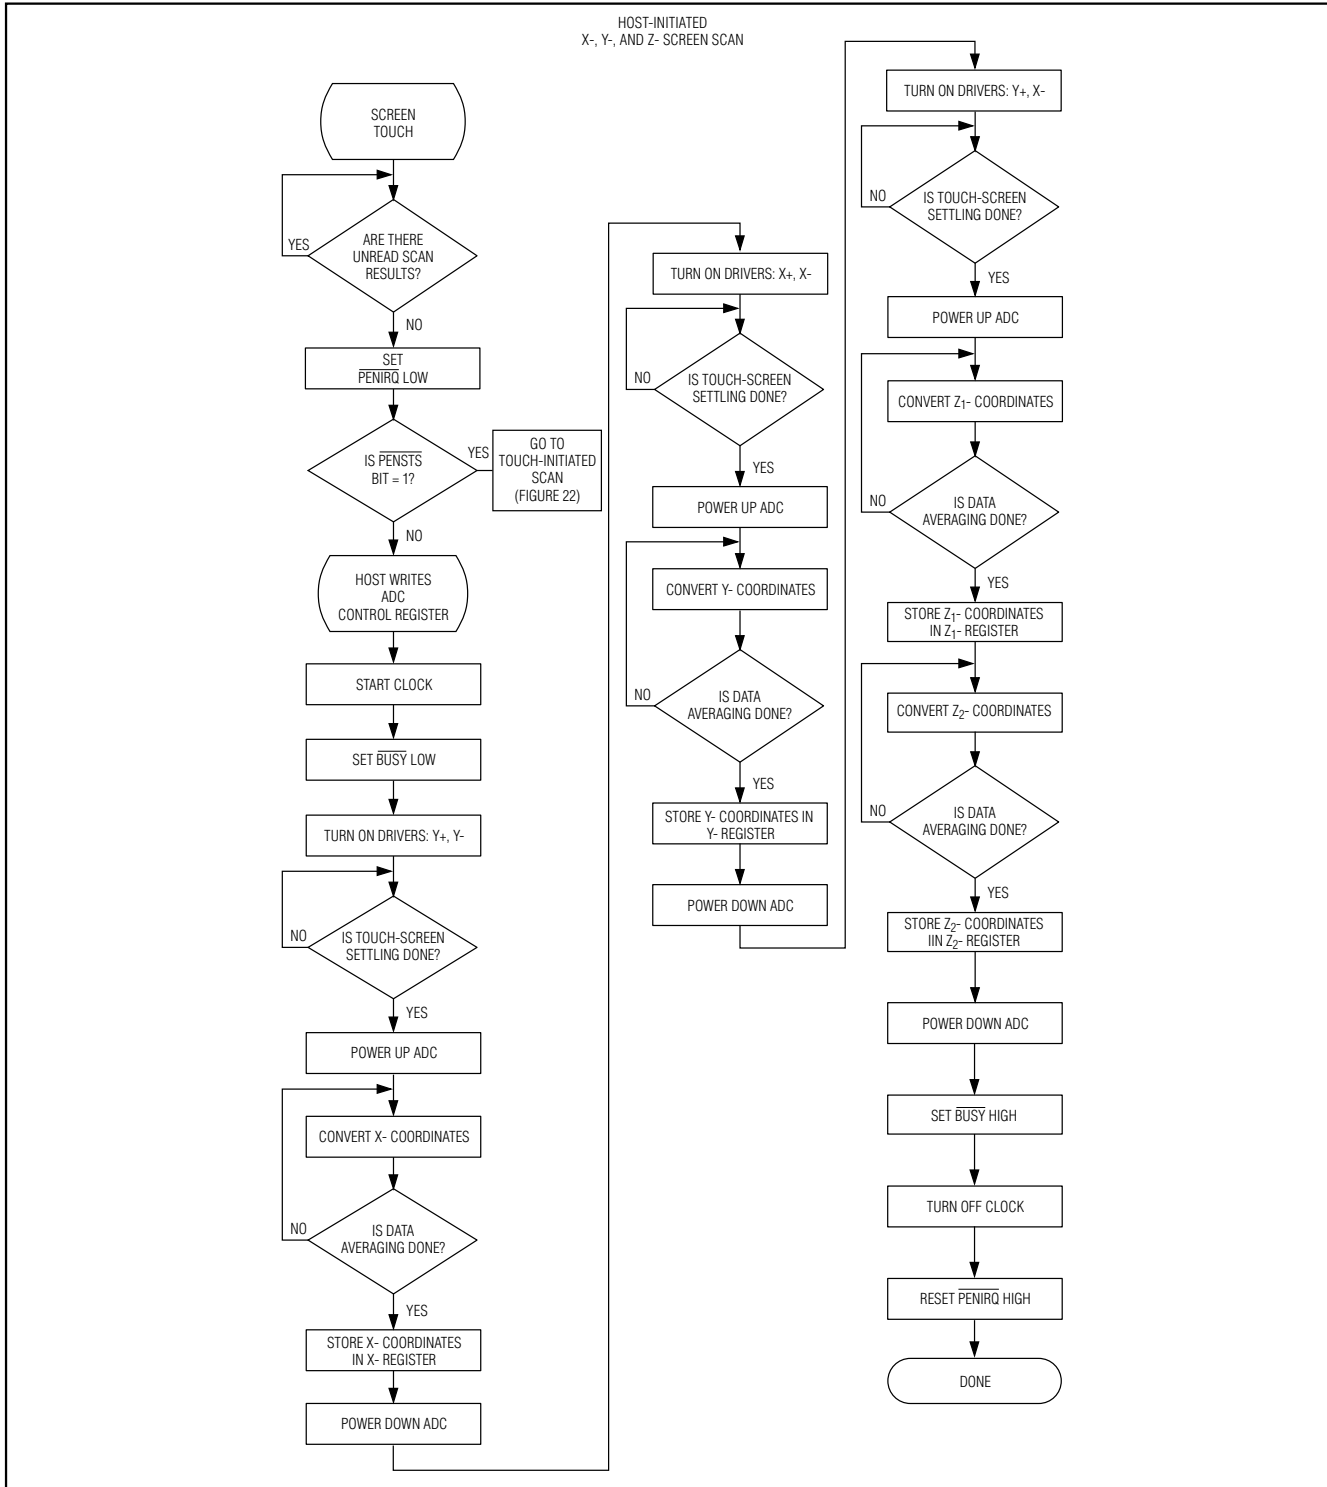 HOST-INITIATED
X-, Y-, AND Z- SCREEN SCAN
SCREEN
TOUCH
ARE THERE
UNREAD SCAN
RESULTS?
YES
NO
SET
PENIRQ LOW
IS PENSTS
BIT = 1?
YES
GO TO
TOUCH-INITIATED
SCAN
(FIGURE 22)
NO
HOST WRITES
ADC
CONTROL REGISTER
START CLOCK
SET BUSY LOW
TURN ON DRIVERS: Y+, Y-
NO
IS TOUCH-SCREEN
SETTLING DONE?
YES
POWER UP ADC
CONVERT X- COORDINATES
NO
IS DATA
AVERAGING DONE?
YES
STORE X- COORDINATES
IN X- REGISTER
POWER DOWN ADC
TURN ON DRIVERS: X+, X-
NO
IS TOUCH-SCREEN
SETTLING DONE?
YES
POWER UP ADC
CONVERT Y- COORDINATES
NO
IS DATA
AVERAGING DONE?
YES
STORE Y- COORDINATES IN
Y- REGISTER
POWER DOWN ADC
TURN ON DRIVERS: Y+, X-
NO
IS TOUCH-SCREEN
SETTLING DONE?
YES
POWER UP ADC
CONVERT Z1- COORDINATES
NO
IS DATA
AVERAGING DONE?
YES
STORE Z1- COORDINATES
IN Z1- REGISTER
CONVERT Z2- COORDINATES
NO
IS DATA
AVERAGING DONE?
YES
STORE Z2- COORDINATES
IIN Z2- REGISTER
POWER DOWN ADC
SET BUSY HIGH
TURN OFF CLOCK
RESET PENIRQ HIGH
DONE